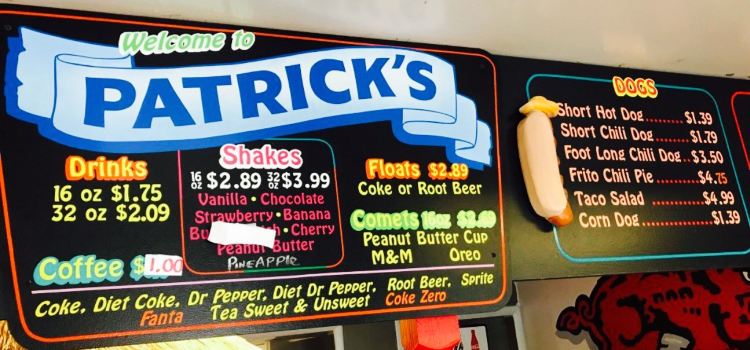 Welcome to
PATRICK'S
Drinks
16 oz $1.75
32 oz $2.09
Coffee $1.00
Shakes
16 oz $2.89 32 oz $3.99
Vanilla • Chocolate
Strawberry • Banana
• Cherry
Peanut Butter
PINEAPPLE
Floats $2.89
Coke or Root Beer
Comets 16oz
Peanut Butter Cup
M&M Oreo
Coke, Diet Coke, Dr Pepper, Diet Dr Pepper, Root Beer, Sprite
Fanta Tea Sweet & Unsweet Coke Zero
DOGS
Short Hot Dog......... $1.39
Short Chili Dog........ $1.79
Foot Long Chili Dog.. $3.50
Frito Chili Pie........... $4.75
Taco Salad ............. $4.99
Corn Dog................ $1.39